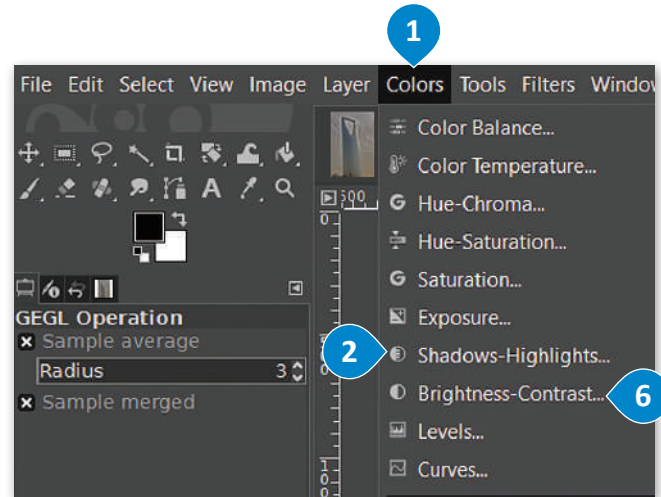 1
File Edit Select View Image Layer Colors Tools Filters Window
Color Balance...
Color Temperature...
Hue-Chroma...
Hue-Saturation...
Saturation...
Exposure...
2
Shadows-Highlights...
Brightness-Contrast...
6
Levels...
Curves...
GEGL Operation
Sample average
Radius 3
Sample merged
0